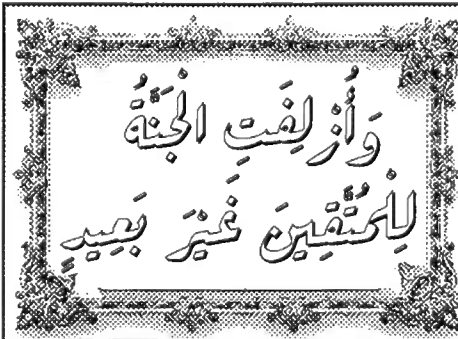 وَأُزْلِفَتِ الْجَنَّةُ
لِلْمُتَّقِينَ غَيْرَ بَعِيدٍ